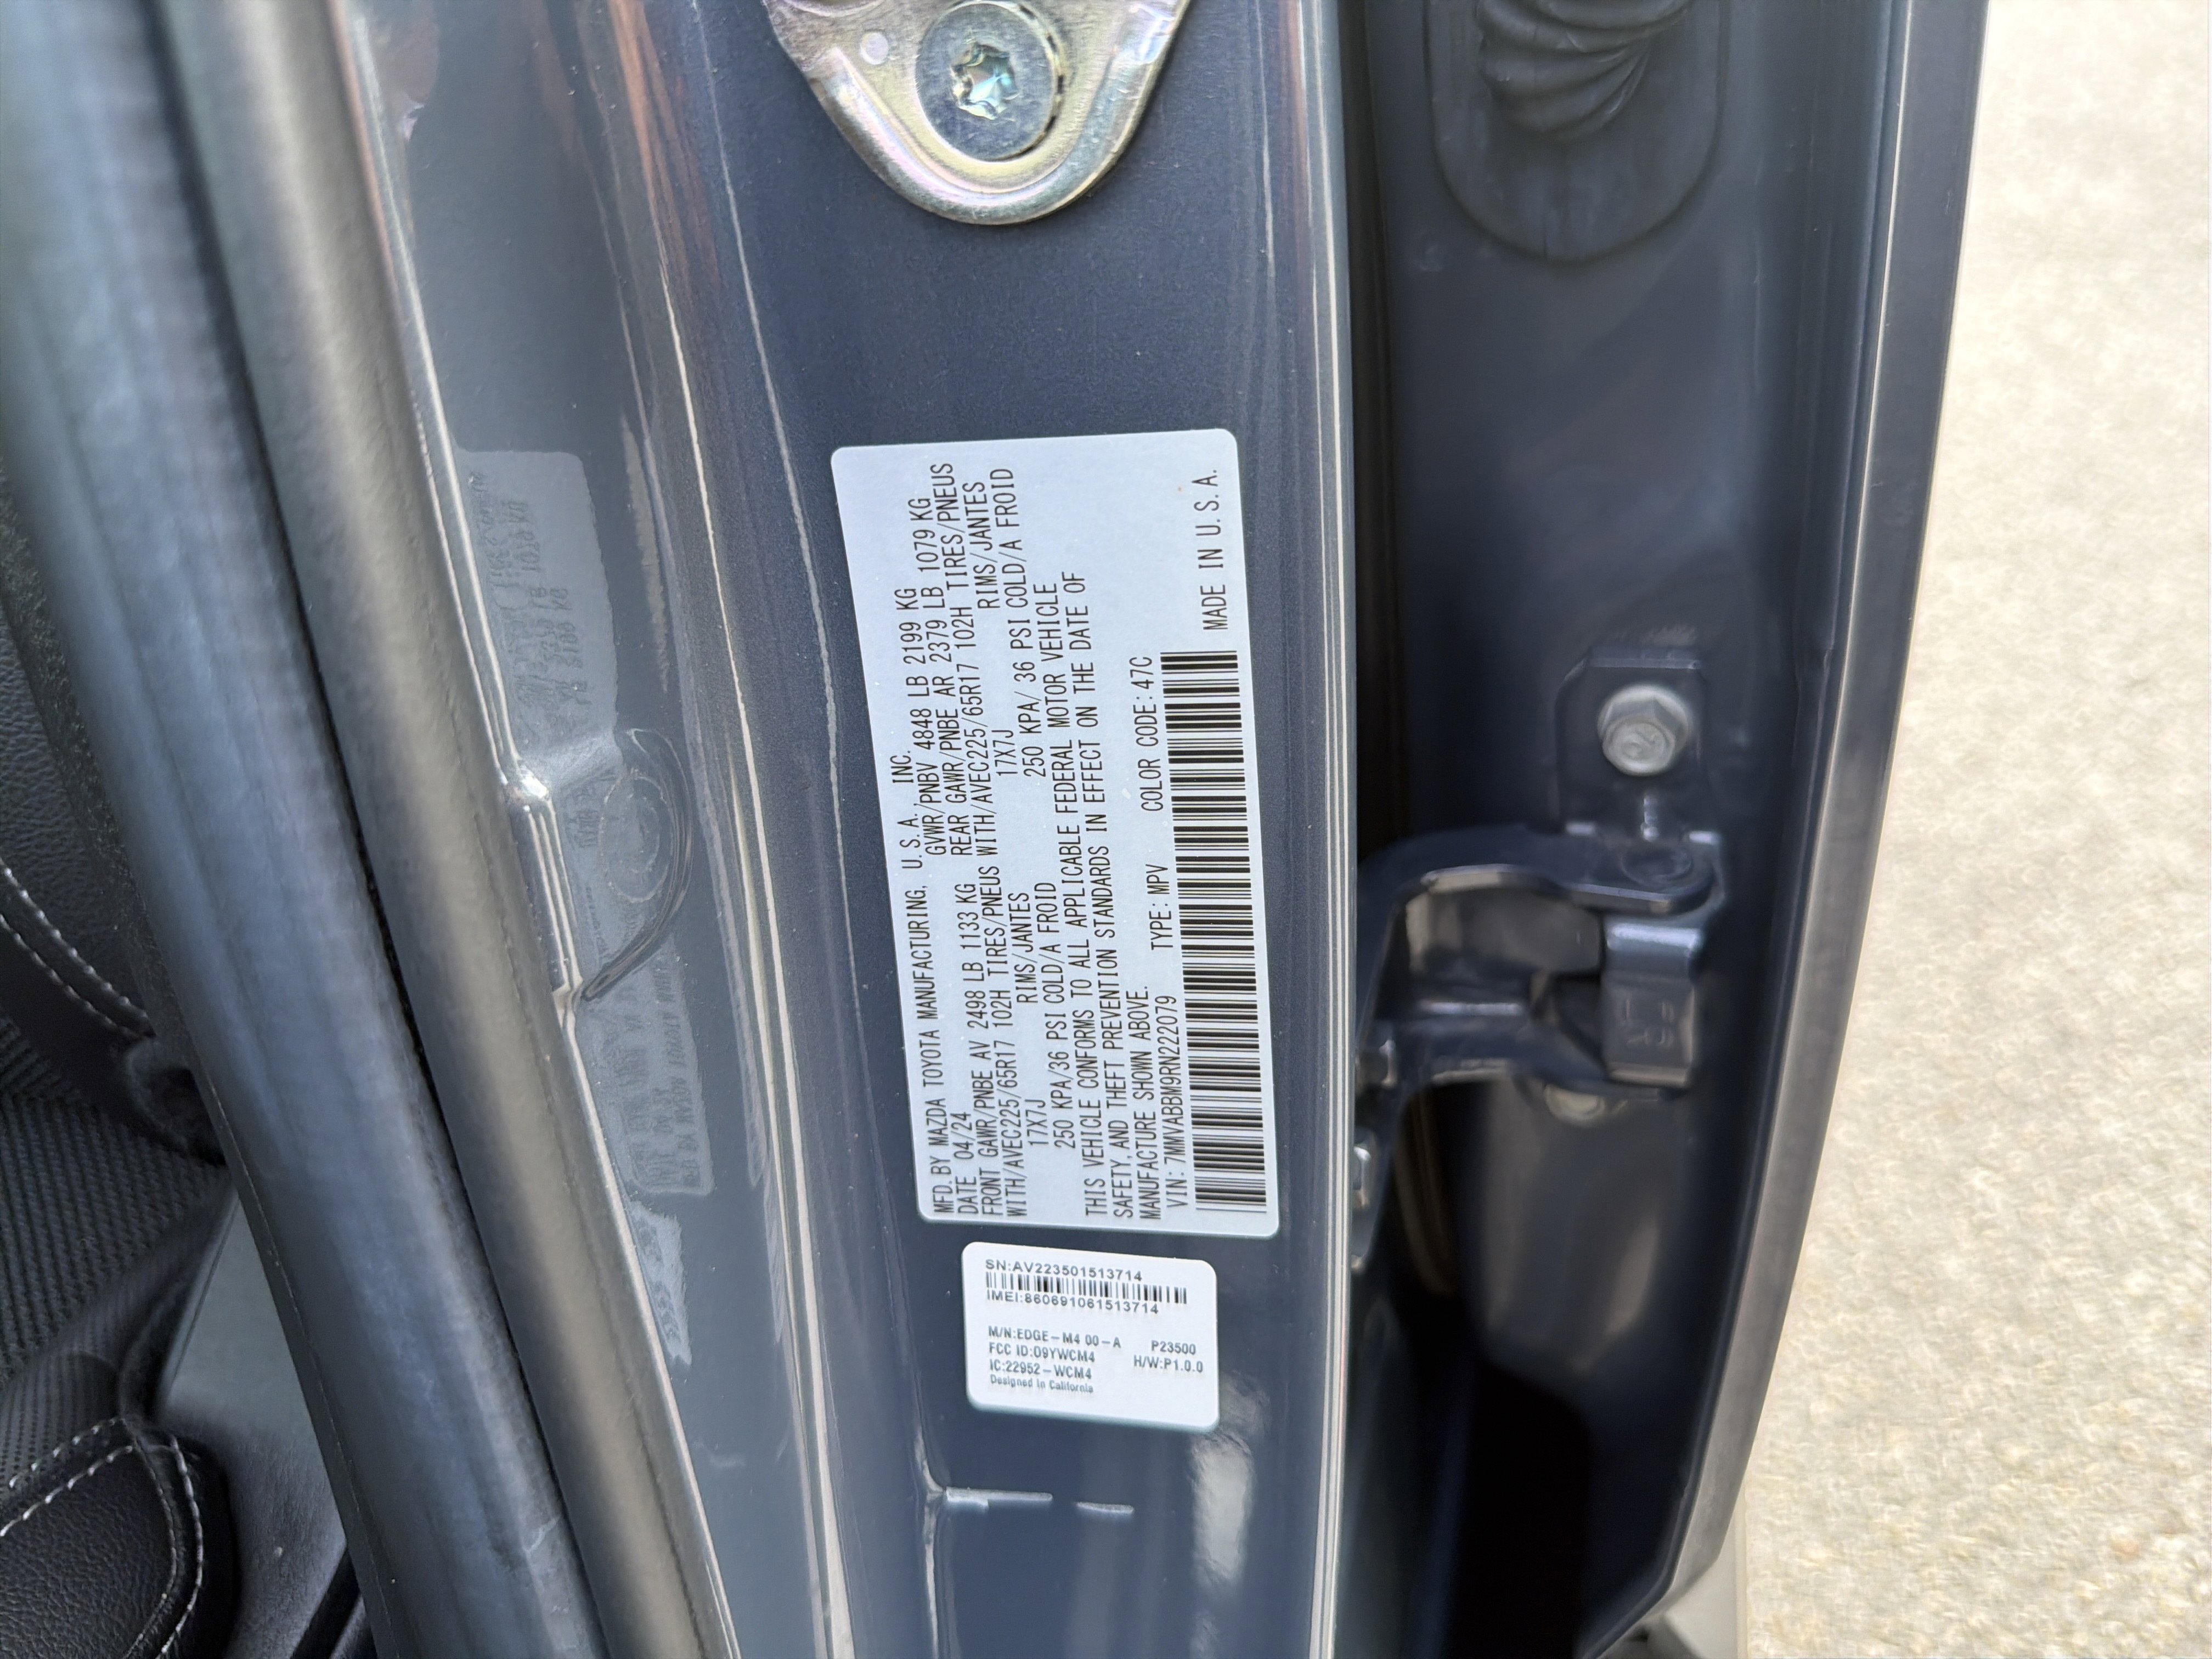 MFD. BY MAZDA TOYOTA MANUFACTURING, U. S. A., INC.
DATE 04/24 GVWR/PNBV 4848 LB 2199 KG
FRONT GAWR/PNBE AV 2498 LB 1133 KG REAR GAWR/PNBE AR 2379 LB 1079 KG
WITH/AVEC225/65R17 102H TIRES/PNEUS WITH/AVEC225/65R17 102H TIRES/PNEUS
17X7J RIMS/JANTES 17X7J RIMS/JANTES
250 KPA/36 PSI COLD/A FROID 250 KPA/ 36 PSI COLD/A FROID
THIS VEHICLE CONFORMS TO ALL APPLICABLE FEDERAL MOTOR VEHICLE
SAFETY, AND THEFT PREVENTION STANDARDS IN EFFECT ON THE DATE OF
MANUFACTURE SHOWN ABOVE.
VIN: 7MMVABBM9RN222079 TYPE: MPV COLOR CODE: 47C
MADE IN U. S. A.
SN:AV223501513714
IMEI:860691061513714
M/N:EDGE-M4 00-A P23500
FCC ID:O9YWCM4 H/W:P1.0.0
IC:22952-WCM4
Designed in California